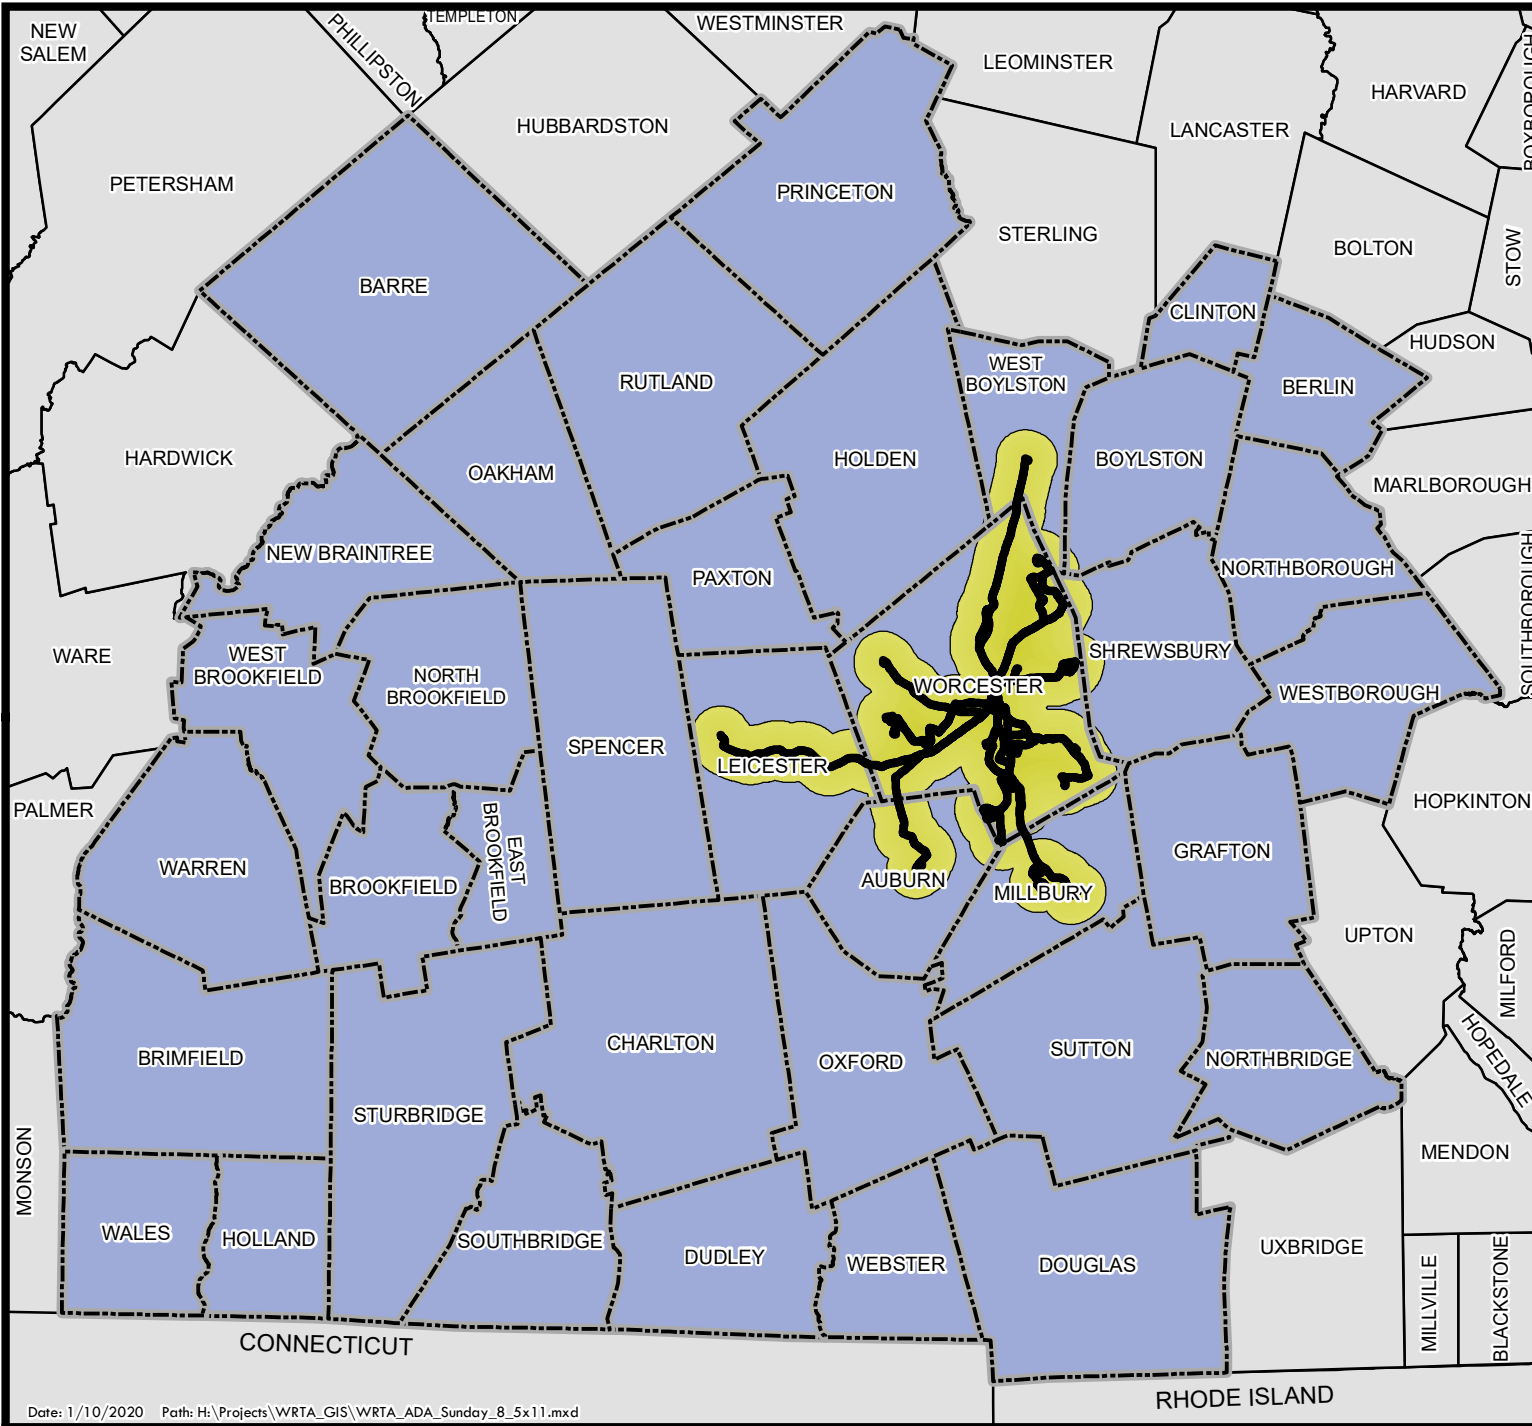 NEW
SALEM
PHILLIPSTON
TEMPLETON
WESTMINSTER
LEOMINSTER
HARVARD
BOXBOROUGH
HUBBARDSTON
LANCASTER
PETERSHAM
PRINCETON
STERLING
BOLTON
STOW
BARRE
CLINTON
HUDSON
WEST
BOYLSTON
RUTLAND
BERLIN
HARDWICK
OAKHAM
HOLDEN
BOYLSTON
MARLBOROUGH
NEW BRAINTREE
PAXTON
NORTHBOROUGH
SOUTHBOROUGH
WARE
WEST
BROOKFIELD
NORTH
BROOKFIELD
SHREWSBURY
WORCESTER
WESTBOROUGH
SPENCER
LEICESTER
PALMER
HOPKINTON
EAST
BROOKFIELD
WARREN
BROOKFIELD
AUBURN
MILLBURY
GRAFTON
UPTON
MILFORD
BRIMFIELD
CHARLTON
OXFORD
SUTTON
NORTHBRIDGE
HOPEDALE
STURBRIDGE
MONSON
MENDON
WALES
HOLLAND
SOUTHBRIDGE
DUDLEY
WEBSTER
DOUGLAS
UXBRIDGE
MILLVILLE
BLACKSTONE
CONNECTICUT
RHODE ISLAND
Date: 1/10/2020 Path: H:\Projects\WRTA_GIS\WRTA_ADA_Sunday_8_5x11.mxd